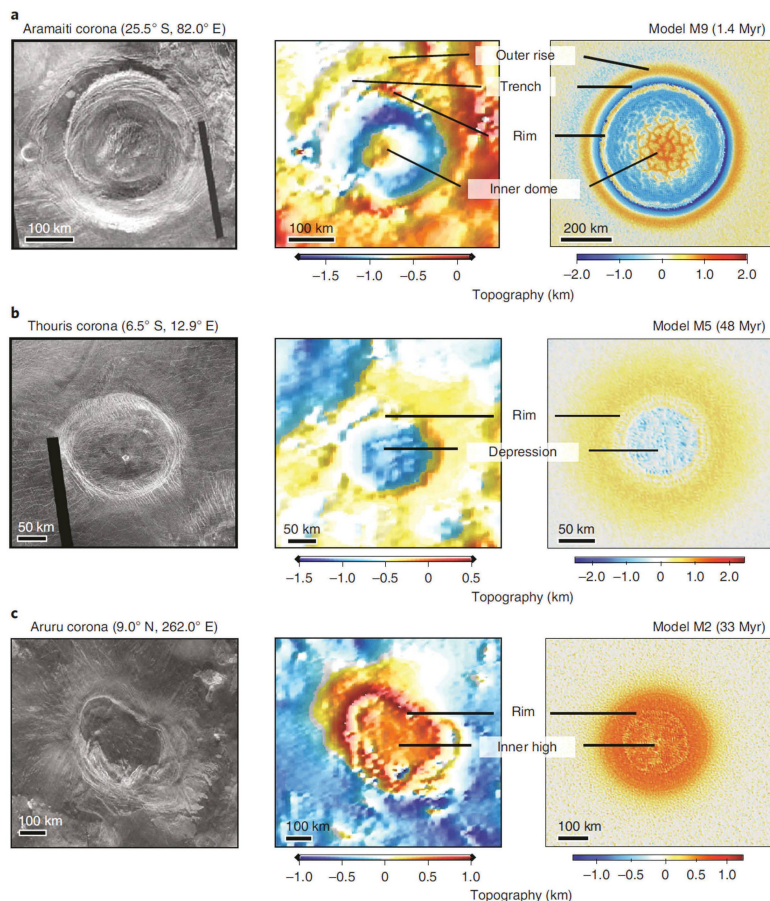 a
Aramaiti corona (25.5° S, 82.0° E)
Model M9 (1.4 Myr)
Outer rise
Trench
Rim
Inner dome
100 km
100 km
200 km
−1.5 −1.0 −0.5 0
−2.0 −1.0 0 1.0 2.0
Topography (km)
b
Thouris corona (6.5° S, 12.9° E)
Model M5 (48 Myr)
Rim
Depression
50 km
50 km
50 km
−1.5 −1.0 −0.5 0 0.5
−2.0 −1.0 0 1.0 2.0
Topography (km)
c
Aruru corona (9.0° N, 262.0° E)
Model M2 (33 Myr)
Rim
Inner high
100 km
100 km
100 km
−1.0 −0.5 0 0.5 1.0
−1.0 −0.5 0 0.5 1.0
Topography (km)